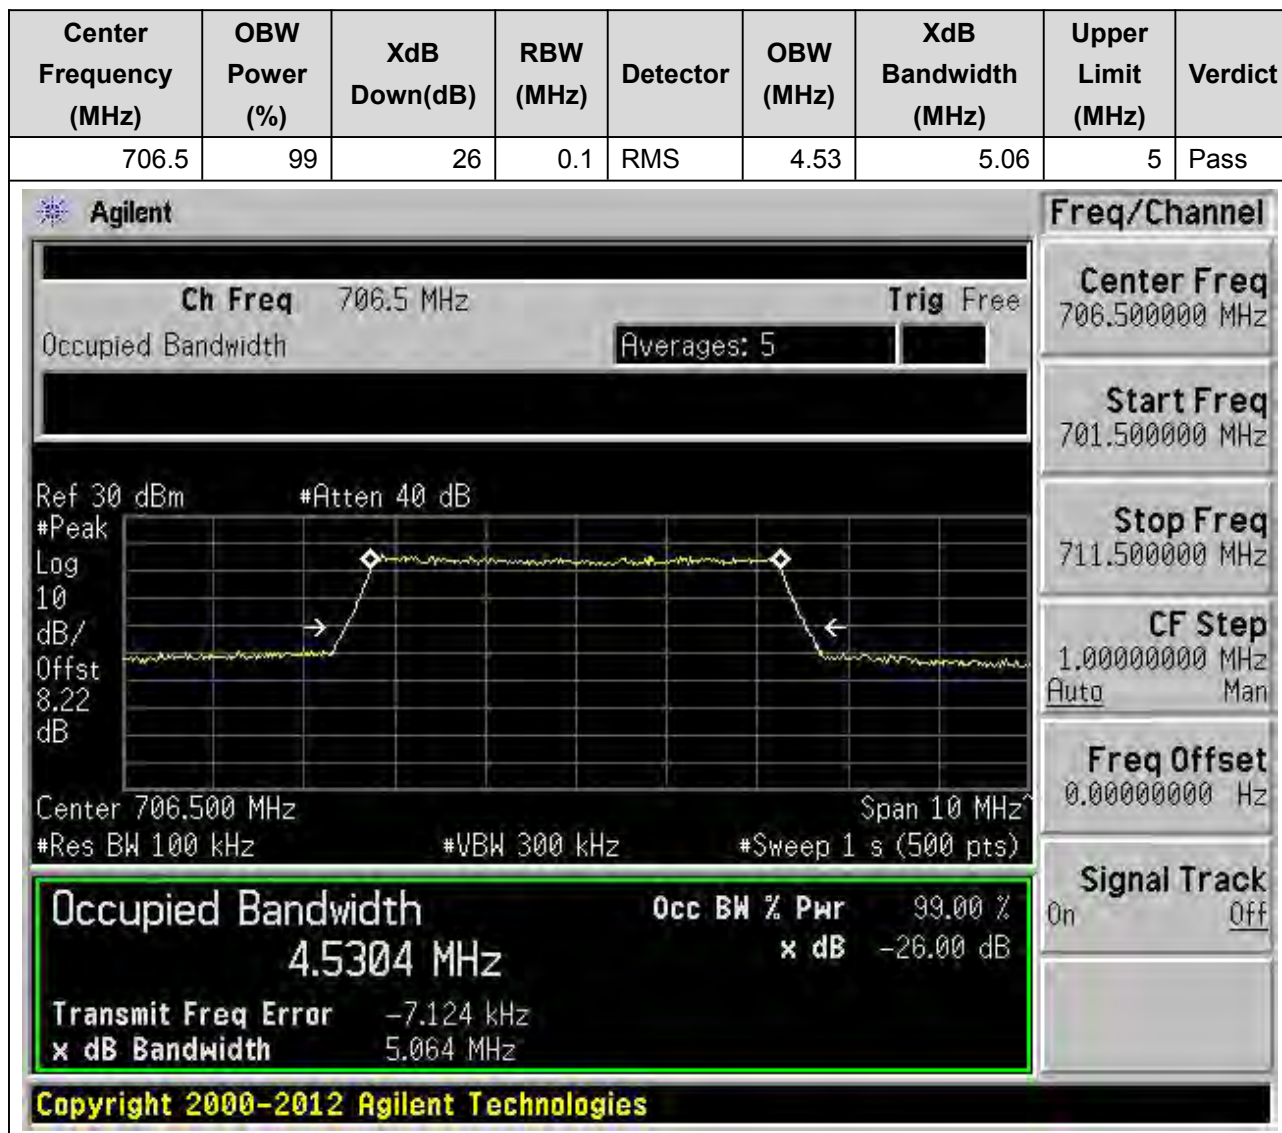 Center Frequency (MHz) OBW Power (%) XdB Down(dB) RBW (MHz) Detector OBW (MHz) XdB Bandwidth (MHz) Upper Limit (MHz) Verdict
706.5 99 26 0.1 RMS 4.53 5.06 5 Pass
Agilent
Freq/Channel
Ch Freq 706.5 MHz Trig Free
Occupied Bandwidth Averages: 5
Center Freq
706.500000 MHz
Start Freq
701.500000 MHz
Stop Freq
711.500000 MHz
CF Step
1.00000000 MHz
Auto Man
Freq Offset
0.00000000 Hz
Signal Track
On Off
Ref 30 dBm #Atten 40 dB
#Peak
Log
10
dB/
Offst
8.22
dB
Center 706.500 MHz Span 10 MHz^
#Res BW 100 kHz #VBW 300 kHz #Sweep 1 s (500 pts)
Occupied Bandwidth Occ BW % Pwr 99.00 %
4.5304 MHz x dB -26.00 dB
Transmit Freq Error -7.124 kHz
x dB Bandwidth 5.064 MHz
Copyright 2000-2012 Agilent Technologies